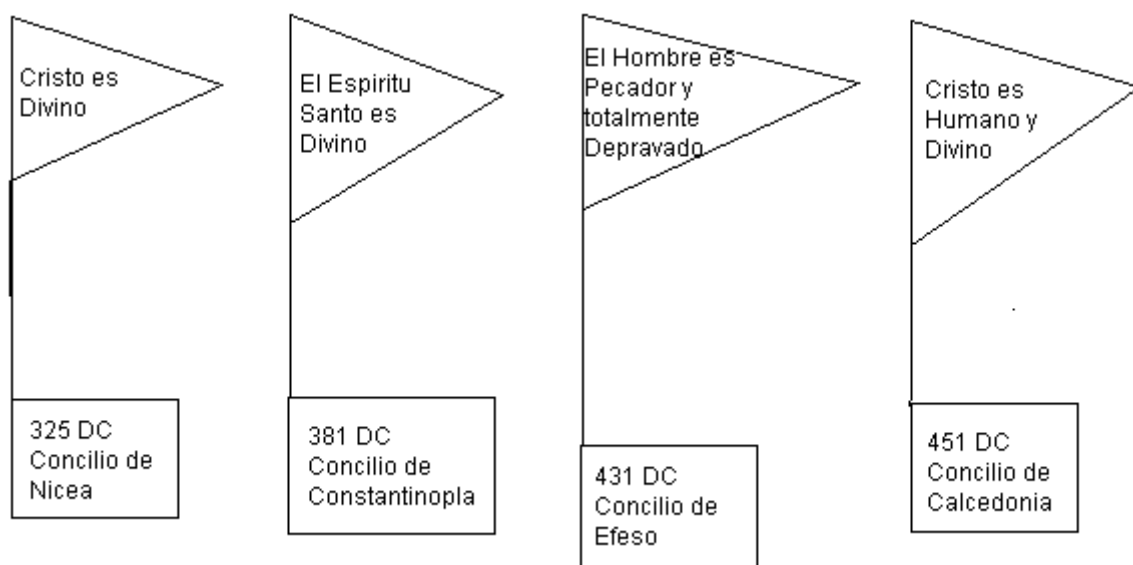 Cristo es
Divino
El Espiritu
Santo es
Divino
El Hombre es
Pecador y
totalmente
Depravado
Cristo es
Humano y
Divino
325 DC
Concilio de
Nicea
381 DC
Concilio de
Constantinopla
431 DC
Concilio de
Efeso
451 DC
Concilio de
Calcedonia